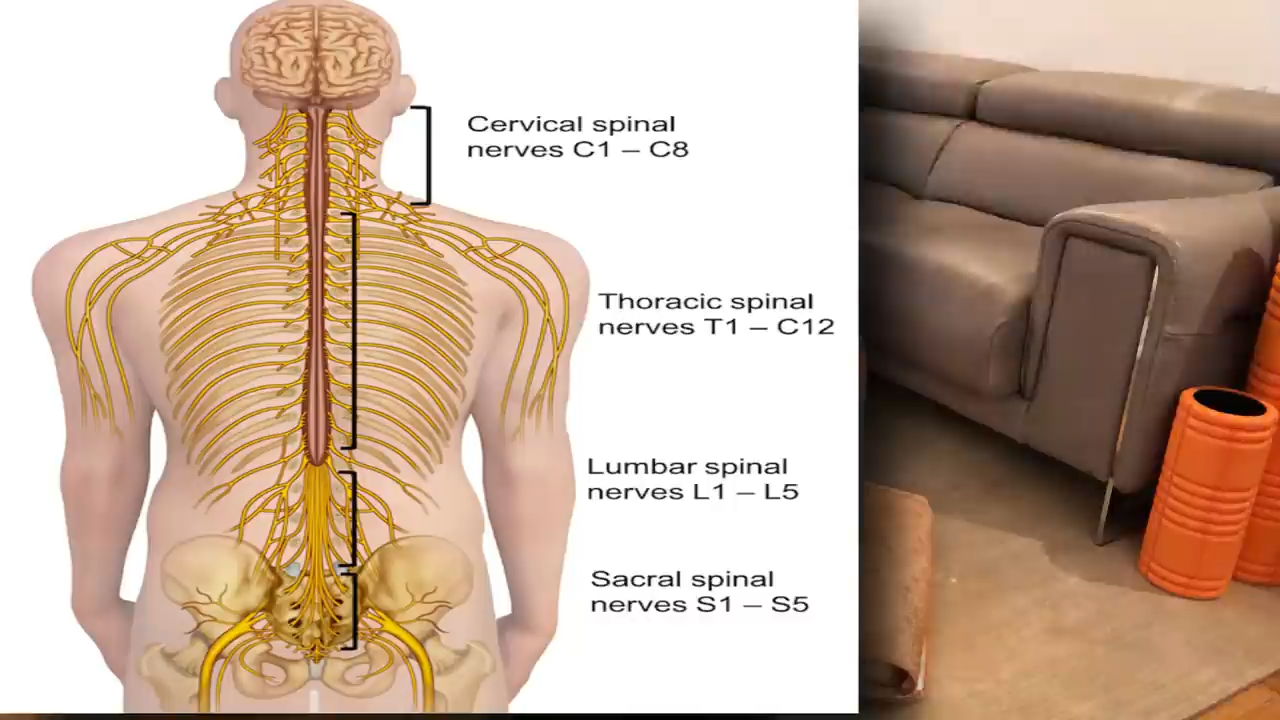 Cervical spinal
nerves C1 – C8
Thoracic spinal
nerves T1 – C12
Lumbar spinal
nerves L1 – L5
Sacral spinal
nerves S1 – S5